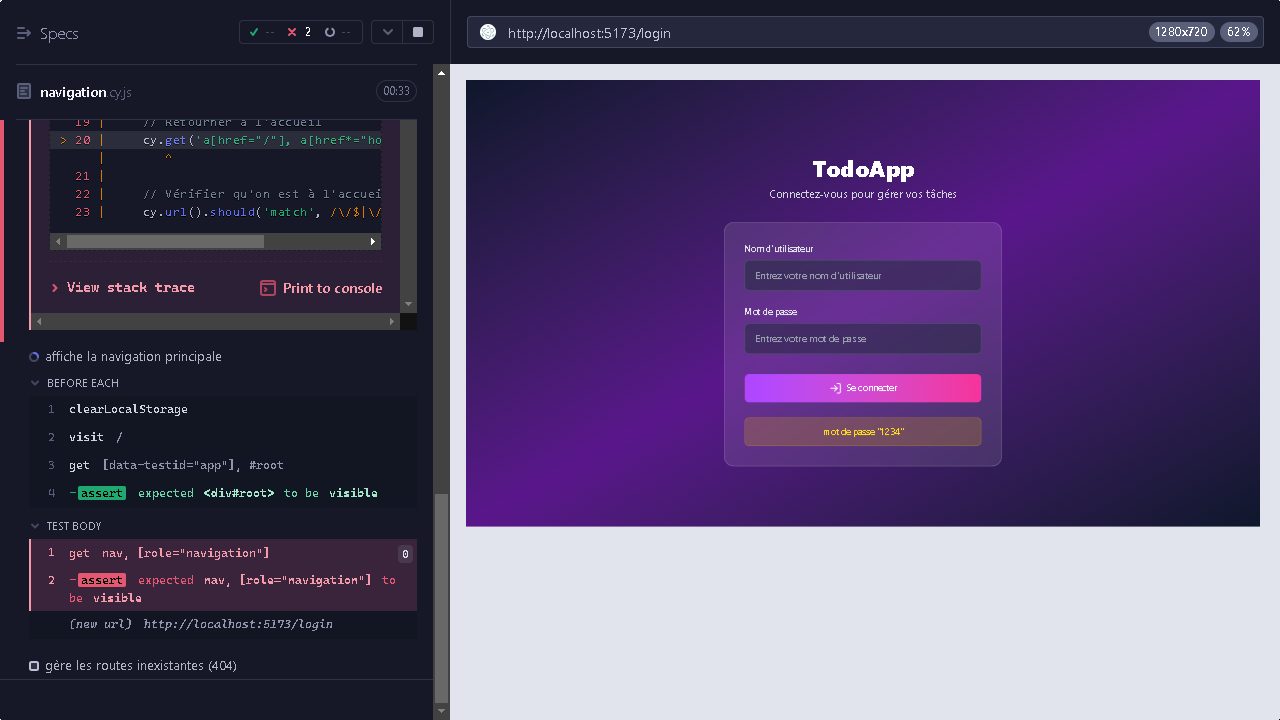 Specs
-- 2 --
navigation.cy.js
00:33
19 | // Retourner à l'accueil
> 20 | cy.get('a[href="/"], a[href*="ho
| ^
21 |
22 | // Vérifier qu'on est à l'accuei
23 | cy.url().should('match', /\/$|\/
View stack trace
Print to console
affiche la navigation principale
BEFORE EACH
1 clearLocalStorage
2 visit /
3 get [data-testid="app"], #root
4 -assert expected <div#root> to be visible
TEST BODY
1 get nav, [role="navigation"] 0
2 -assert expected nav, [role="navigation"] to
be visible
(new url) http://localhost:5173/login
gère les routes inexistantes (404)
http://localhost:5173/login
1280x720 62%
TodoApp
Connectez-vous pour gérer vos tâches
Nom d'utilisateur
Entrez votre nom d'utilisateur
Mot de passe
Entrez votre mot de passe
Se connecter
mot de passe "1234"